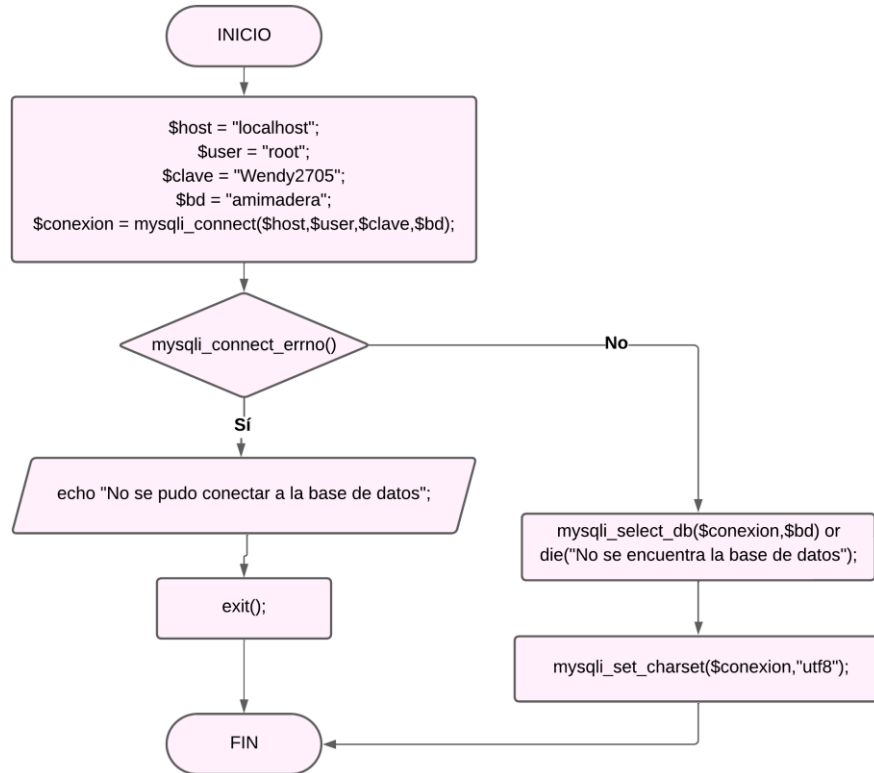 INICIO
$host = "localhost";
$user = "root";
$clave = "Wendy2705";
$bd = "amimadera";
$conexion = mysqli_connect($host,$user,$clave,$bd);
mysqli_connect_errno()
No
Sí
echo "No se pudo conectar a la base de datos";
mysqli_select_db($conexion,$bd) or
die("No se encuentra la base de datos");
exit();
mysqli_set_charset($conexion,"utf8");
FIN